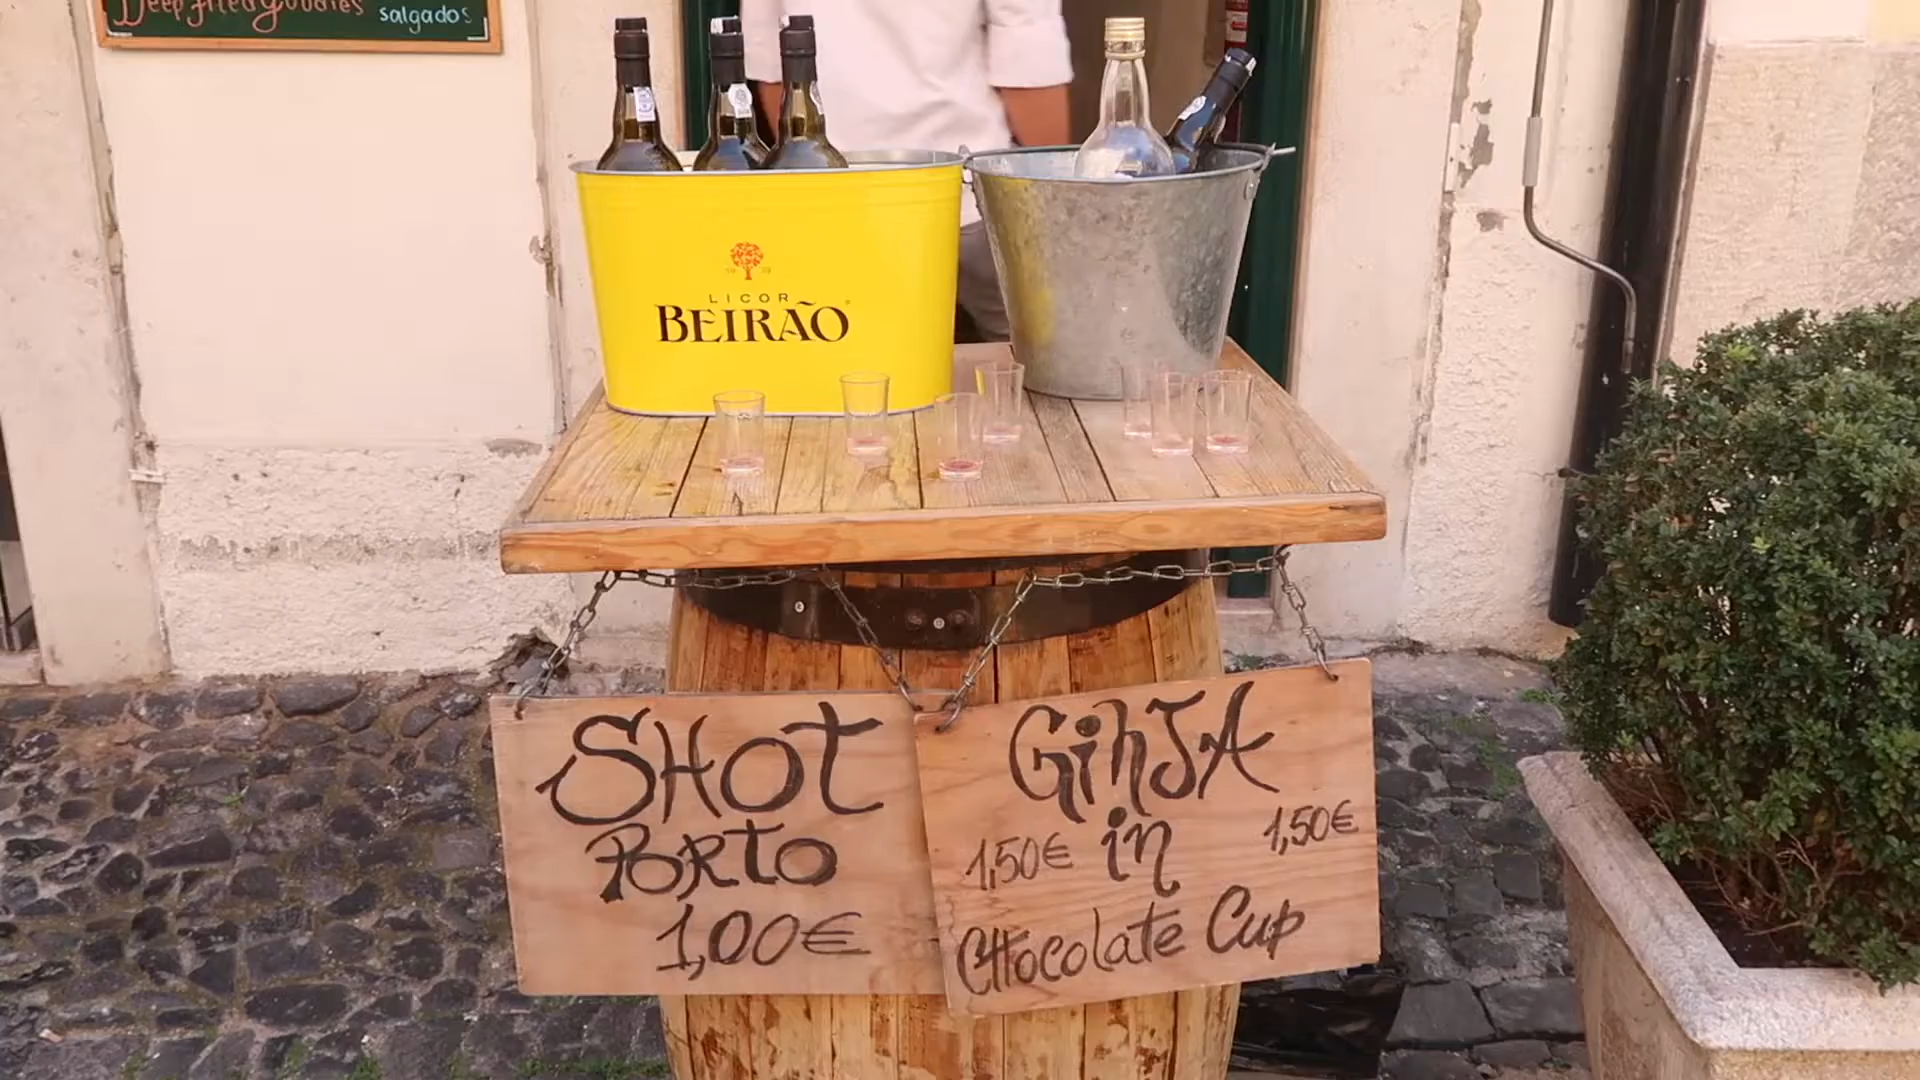 Deep fried goodies salgados
LICOR
BEIRÃO
SHOT
PORTO
1,00€
GinJA
1,50€ in 1,50€
CHocolate Cup